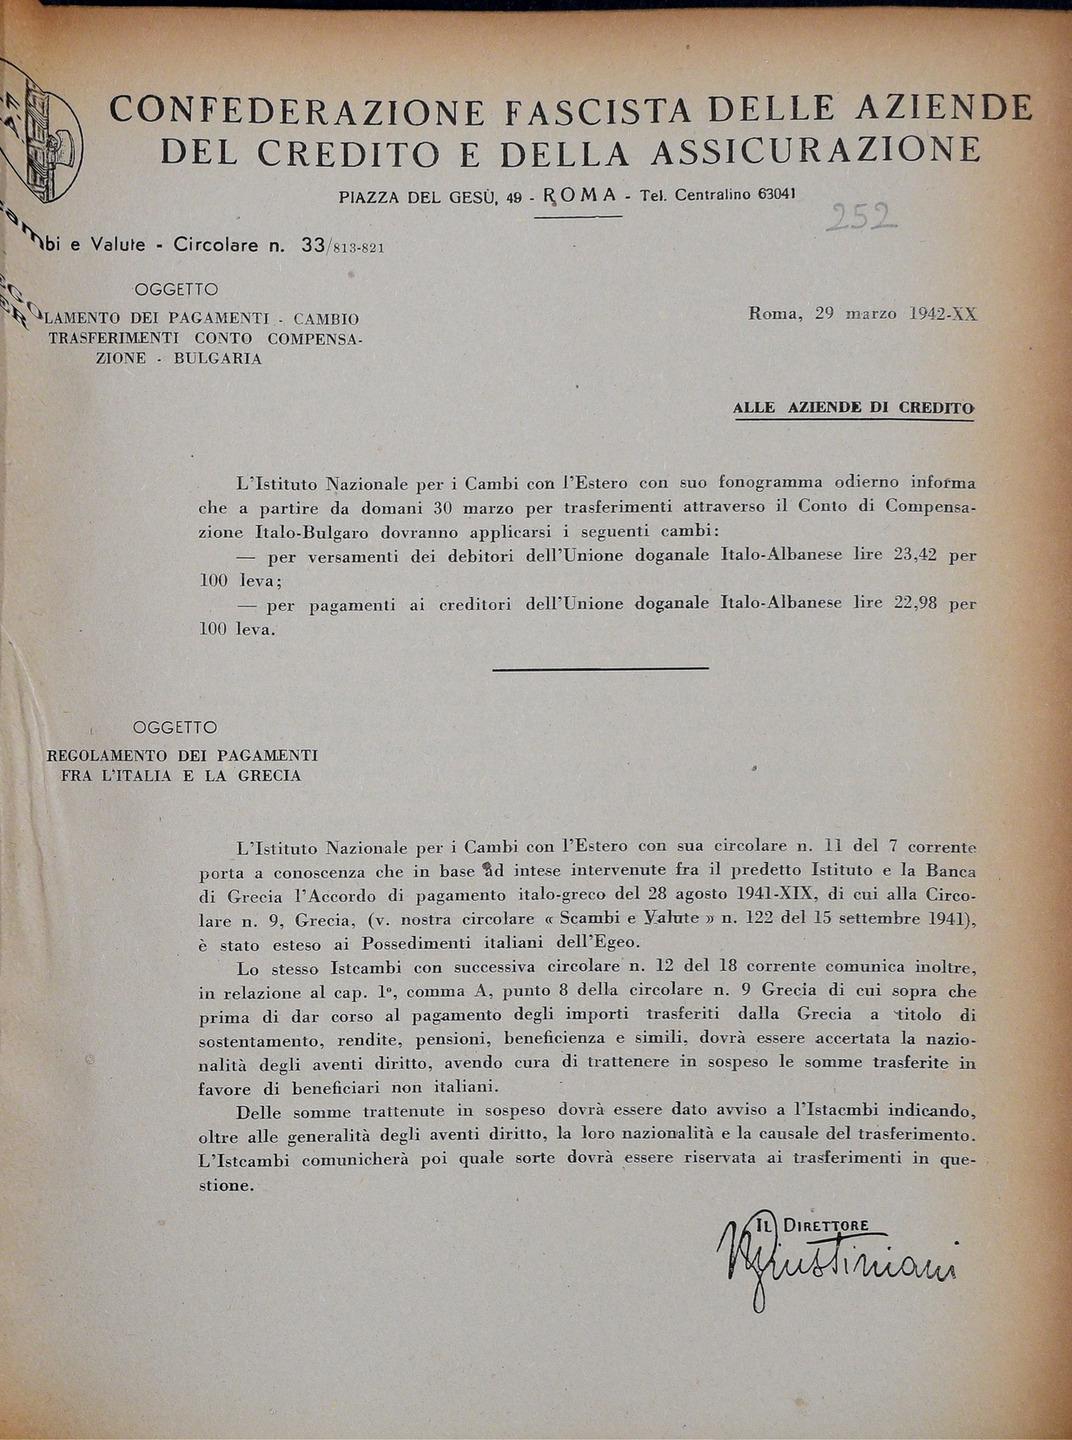 CONFEDERAZIONE FASCISTA DELLE AZIENDE
DEL CREDITO E DELLA ASSICURAZIONE
PIAZZA DEL GESÙ, 49 - ROMA - Tel. Centralino 63041
252
ambi e Valute - Circolare n. 33/813-821
OGGETTO
LAMENTO DEI PAGAMENTI - CAMBIO
TRASFERIMENTI CONTO COMPENSA-
ZIONE - BULGARIA
Roma, 29 marzo 1942-XX
ALLE AZIENDE DI CREDITO
L'Istituto Nazionale per i Cambi con l'Estero con suo fonogramma odierno informa
che a partire da domani 30 marzo per trasferimenti attraverso il Conto di Compensa-
zione Italo-Bulgaro dovranno applicarsi i seguenti cambi:
— per versamenti dei debitori dell'Unione doganale Italo-Albanese lire 23,42 per
100 leva;
— per pagamenti ai creditori dell'Unione doganale Italo-Albanese lire 22,98 per
100 leva.
OGGETTO
REGOLAMENTO DEI PAGAMENTI
FRA L'ITALIA E LA GRECIA
L'Istituto Nazionale per i Cambi con l'Estero con sua circolare n. 11 del 7 corrente
porta a conoscenza che in base ad intese intervenute fra il predetto Istituto e la Banca
di Grecia l'Accordo di pagamento italo-greco del 28 agosto 1941-XIX, di cui alla Circo-
lare n. 9, Grecia, (v. nostra circolare « Scambi e Valute » n. 122 del 15 settembre 1941),
è stato esteso ai Possedimenti italiani dell'Egeo.
Lo stesso Istcambi con successiva circolare n. 12 del 18 corrente comunica inoltre,
in relazione al cap. 1º, comma A, punto 8 della circolare n. 9 Grecia di cui sopra che
prima di dar corso al pagamento degli importi trasferiti dalla Grecia a titolo di
sostentamento, rendite, pensioni, beneficienza e simili, dovrà essere accertata la nazio-
nalità degli aventi diritto, avendo cura di trattenere in sospeso le somme trasferite in
favore di beneficiari non italiani.
Delle somme trattenute in sospeso dovrà essere dato avviso a l'Istacmbi indicando,
oltre alle generalità degli aventi diritto, la loro nazionalità e la causale del trasferimento.
L'Istcambi comunicherà poi quale sorte dovrà essere riservata ai trasferimenti in que-
stione.
IL DIRETTORE
Giustiniani